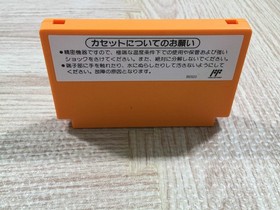 カセットについてのお願い
●精密機器ですので、極端な温度条件下での使用や保管および強い
ショックをさけてください。また、絶対に分解しないでください。
●端子部に手を触れたり、水にぬらしたりして汚さないようにして
ください。故障の原因となります。
FF